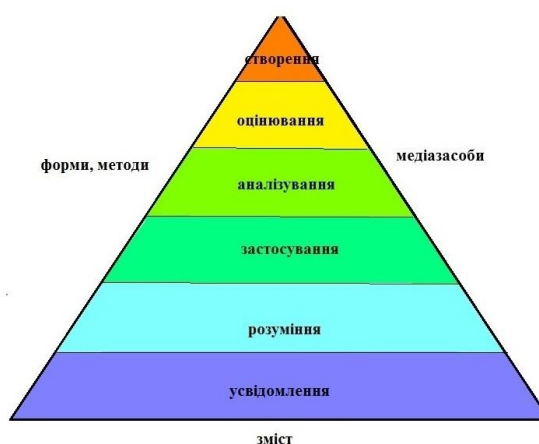 створення
оцінювання
форми, методи
медіазасоби
аналізування
застосування
розуміння
усвідомлення
зміст